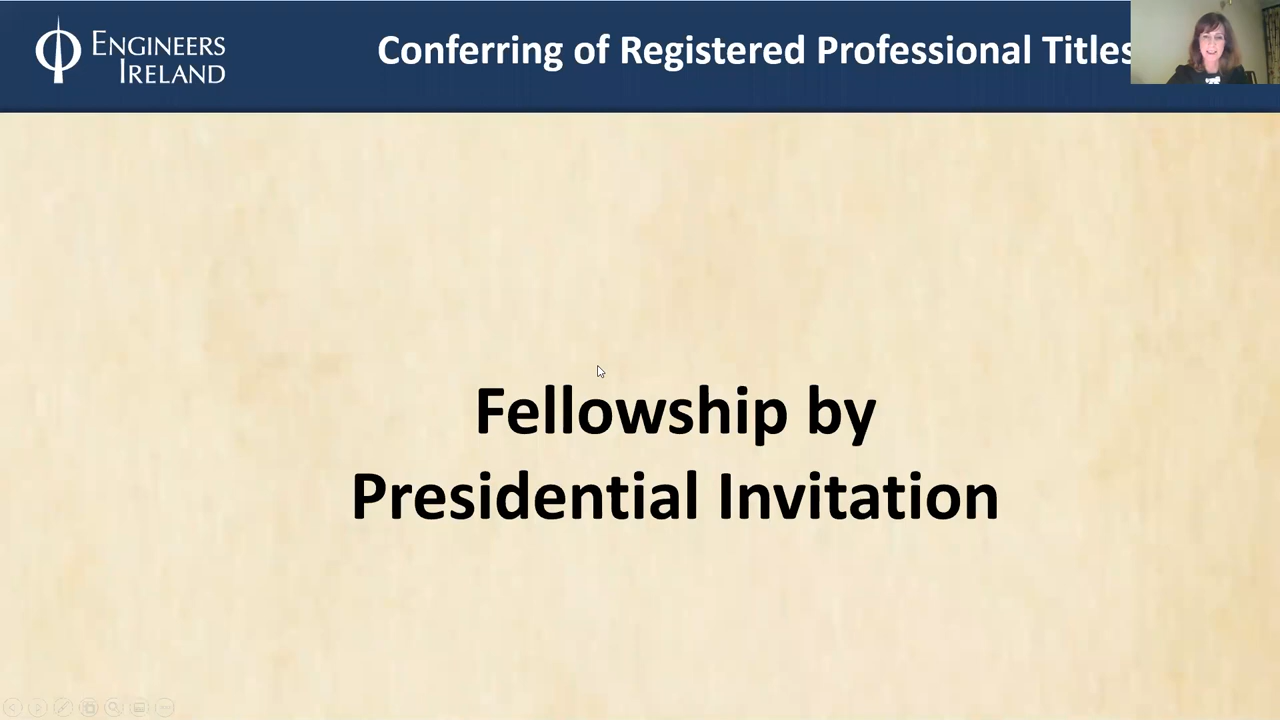 ENGINEERS
IRELAND
Conferring of Registered Professional Titles
Fellowship by
Presidential Invitation